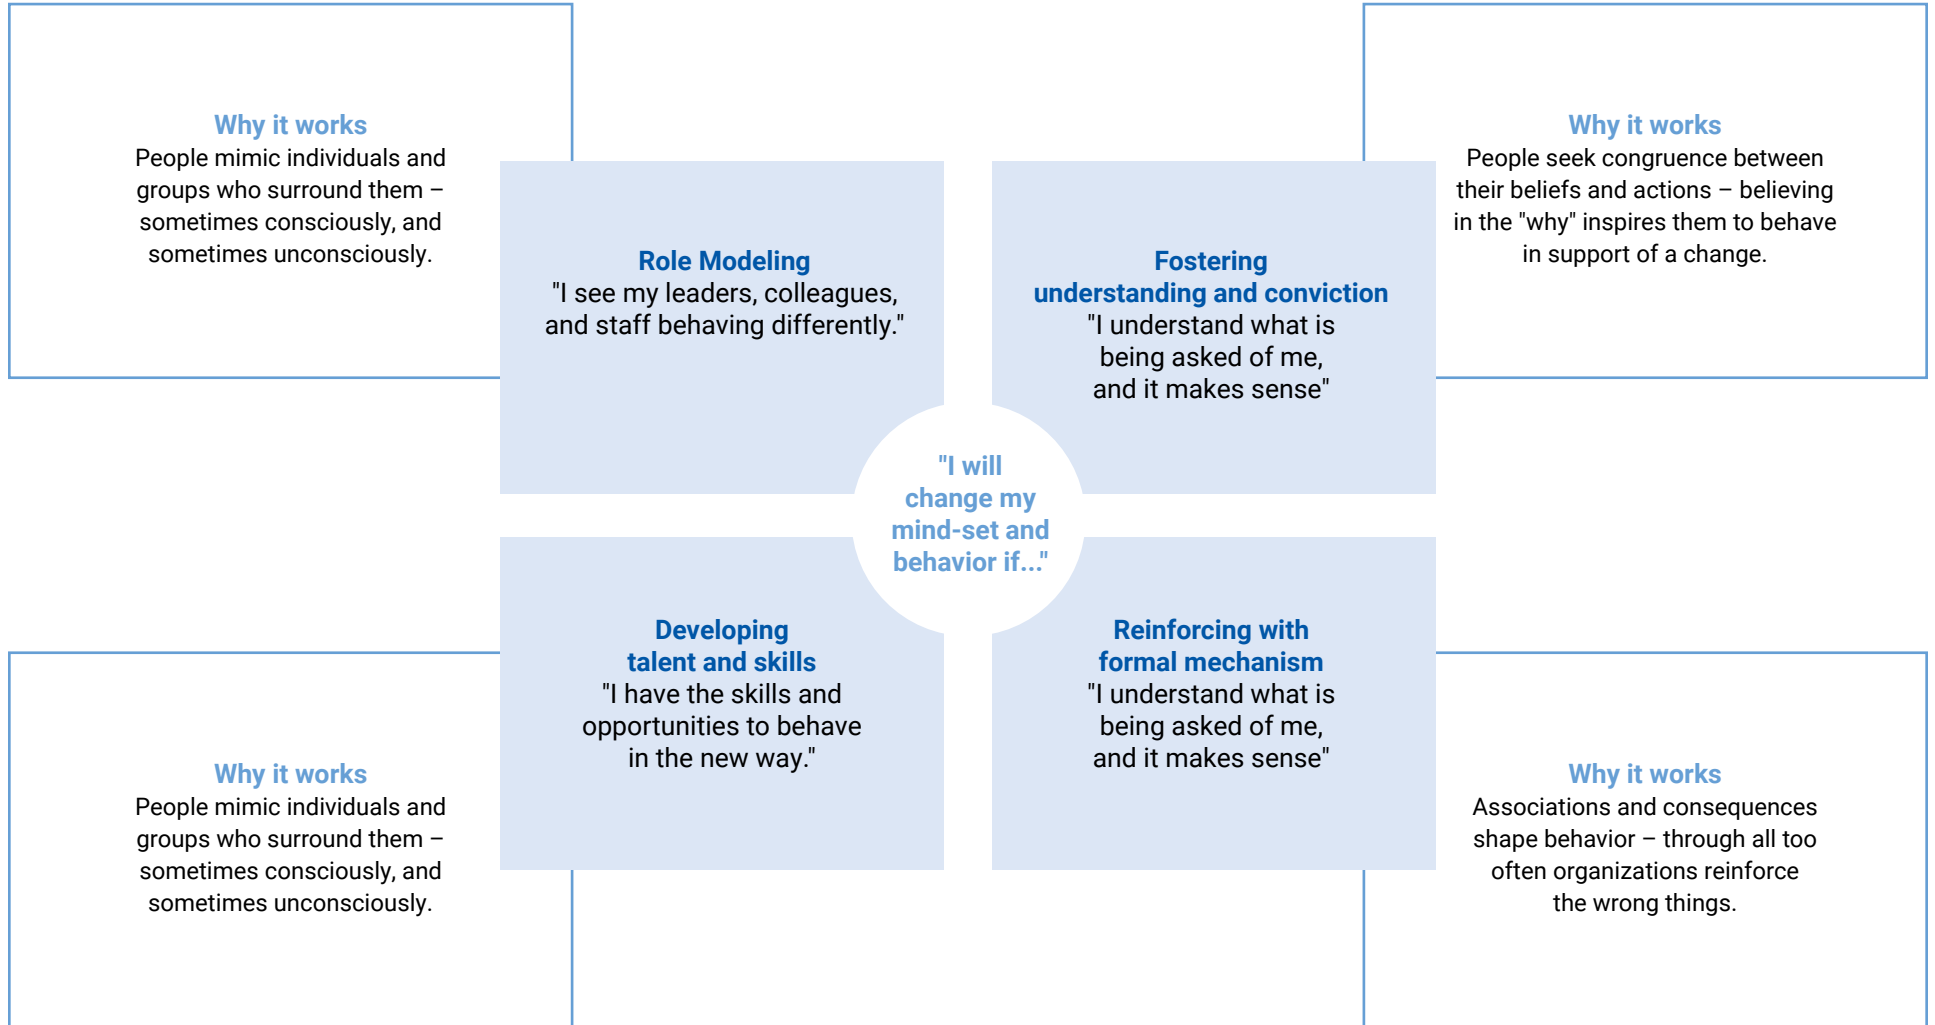 Why it works
People mimic individuals and
groups who surround them –
sometimes consciously, and
sometimes unconsciously.
Role Modeling
"I see my leaders, colleagues,
and staff behaving differently."
Fostering
understanding and conviction
"I understand what is
being asked of me,
and it makes sense"
Why it works
People seek congruence between
their beliefs and actions – believing
in the "why" inspires them to behave
in support of a change.
"I will
change my
mind-set and
behavior if..."
Why it works
People mimic individuals and
groups who surround them –
sometimes consciously, and
sometimes unconsciously.
Developing
talent and skills
"I have the skills and
opportunities to behave
in the new way."
Reinforcing with
formal mechanism
"I understand what is
being asked of me,
and it makes sense"
Why it works
Associations and consequences
shape behavior – through all too
often organizations reinforce
the wrong things.